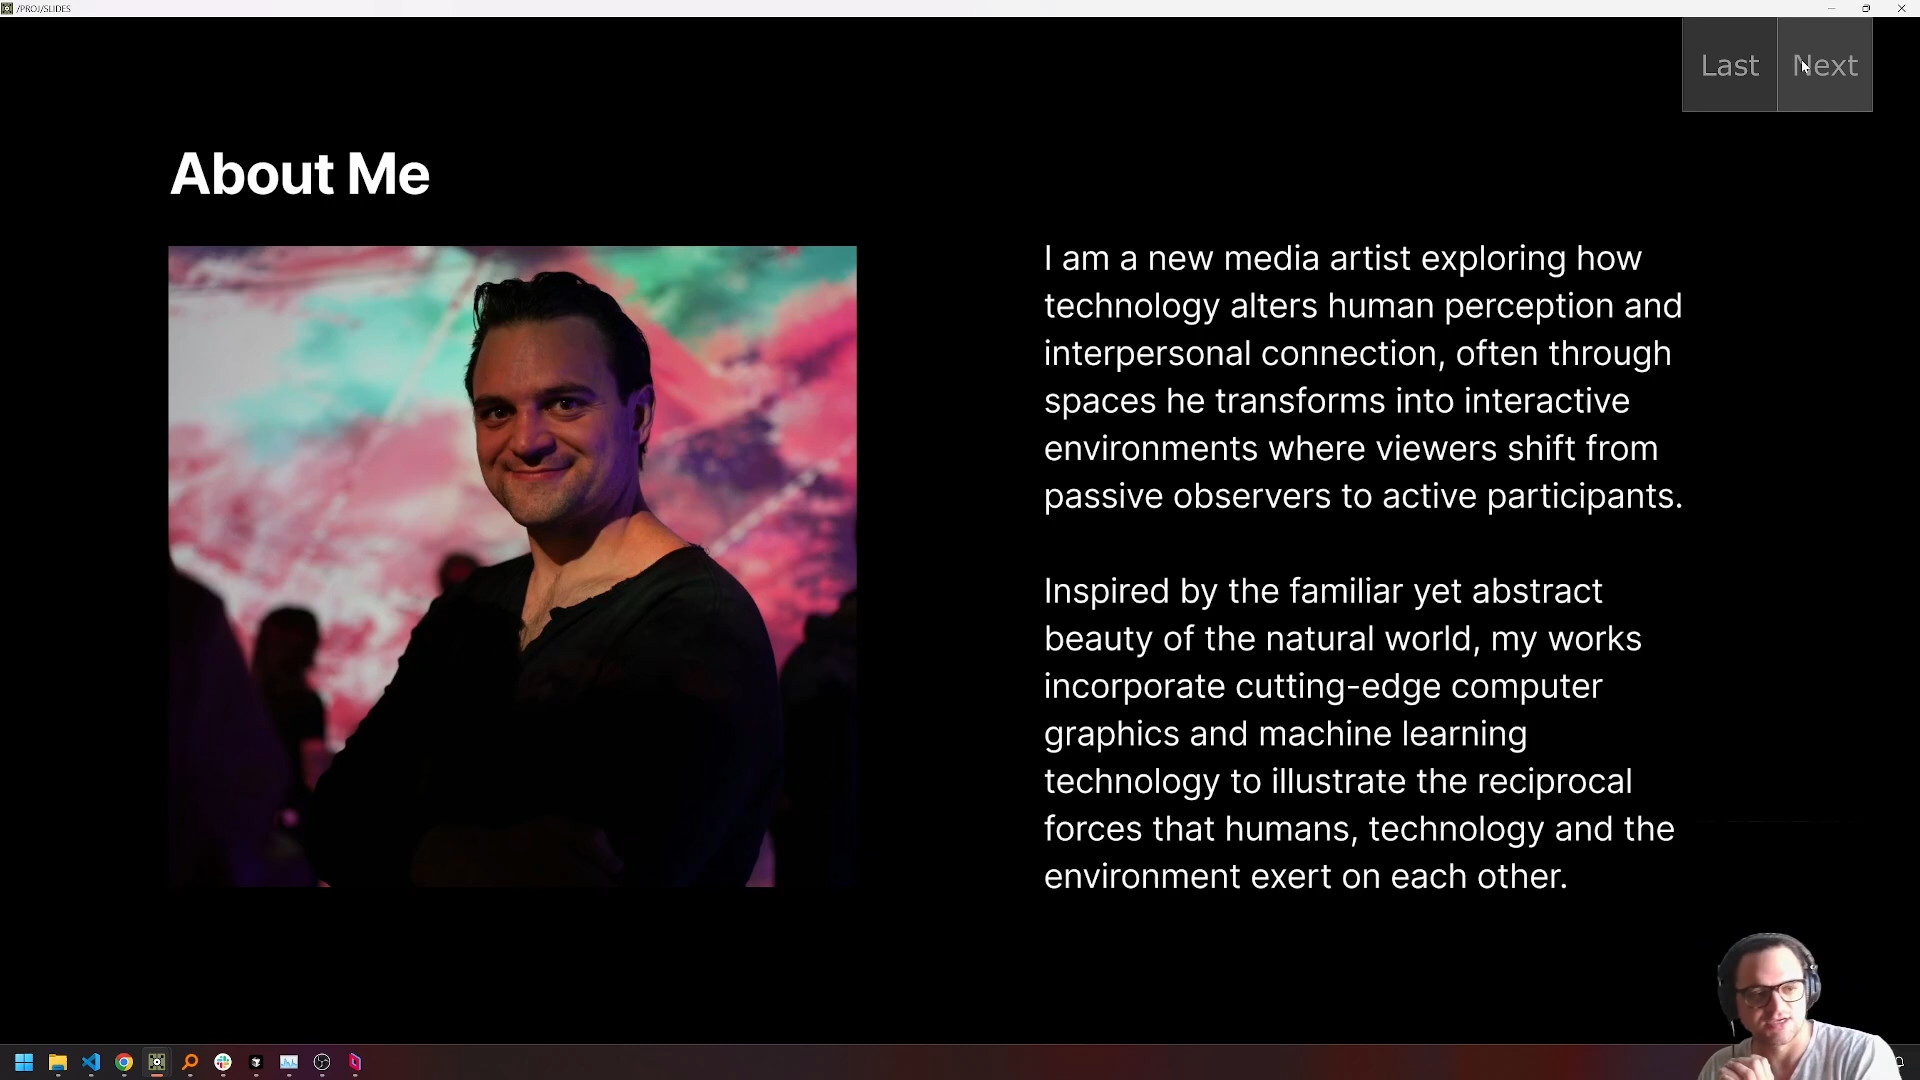 /PROJ/SLIDES
Last Next
About Me
I am a new media artist exploring how
technology alters human perception and
interpersonal connection, often through
spaces he transforms into interactive
environments where viewers shift from
passive observers to active participants.
Inspired by the familiar yet abstract
beauty of the natural world, my works
incorporate cutting-edge computer
graphics and machine learning
technology to illustrate the reciprocal
forces that humans, technology and the
environment exert on each other.